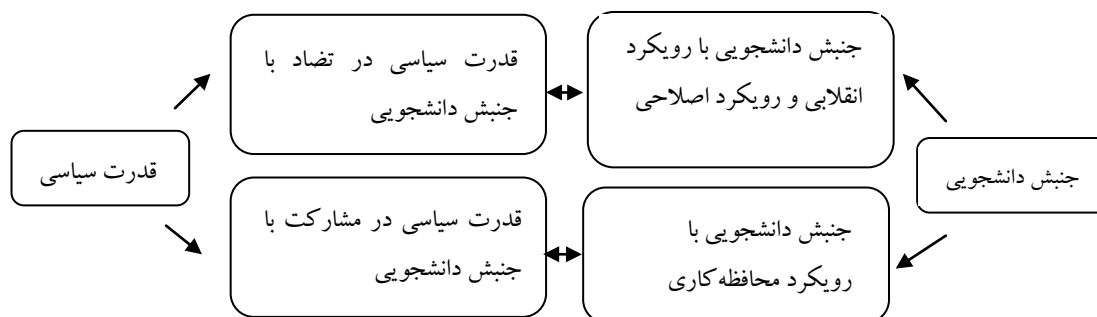 جنبش دانشجویی با رویکرد
انقلابی و رویکرد اصلاحی
قدرت سیاسی در تضاد با
جنبش دانشجویی
جنبش دانشجویی
قدرت سیاسی
جنبش دانشجویی با
رویکرد محافظه‌کاری
قدرت سیاسی در مشارکت با
جنبش دانشجویی